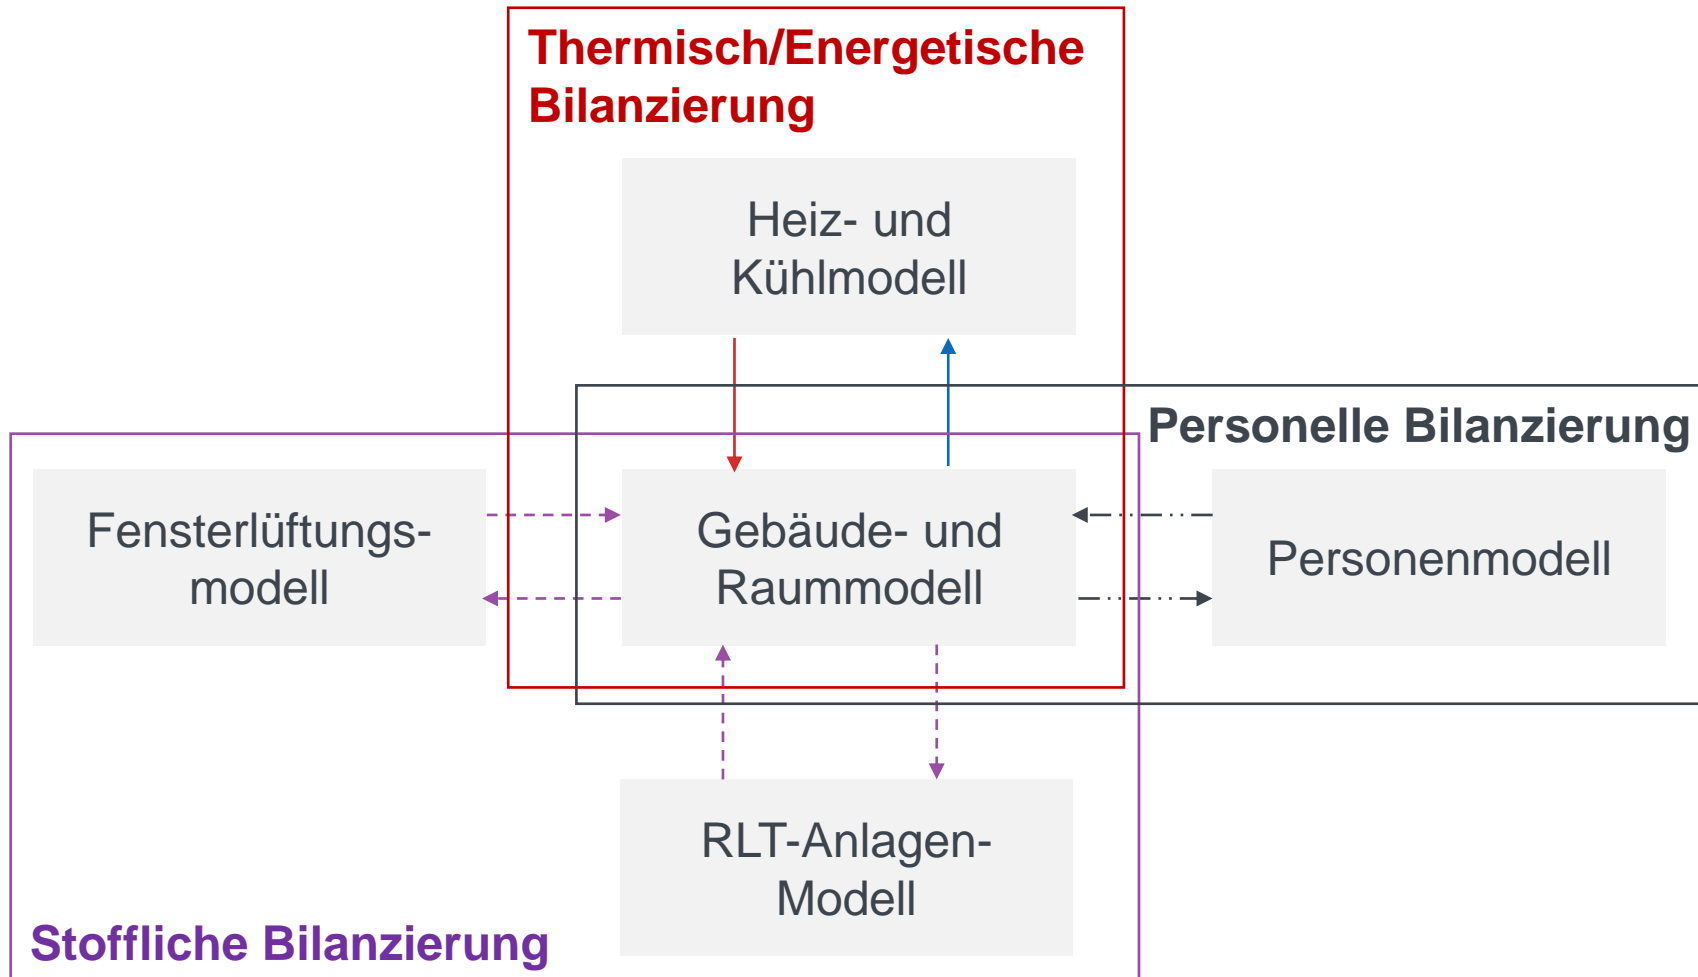 Thermisch/Energetische
Bilanzierung
Heiz- und
Kühlmodell
Personelle Bilanzierung
Fensterlüftungs-
modell
Gebäude- und
Raummodell
Personenmodell
RLT-Anlagen-
Modell
Stoffliche Bilanzierung